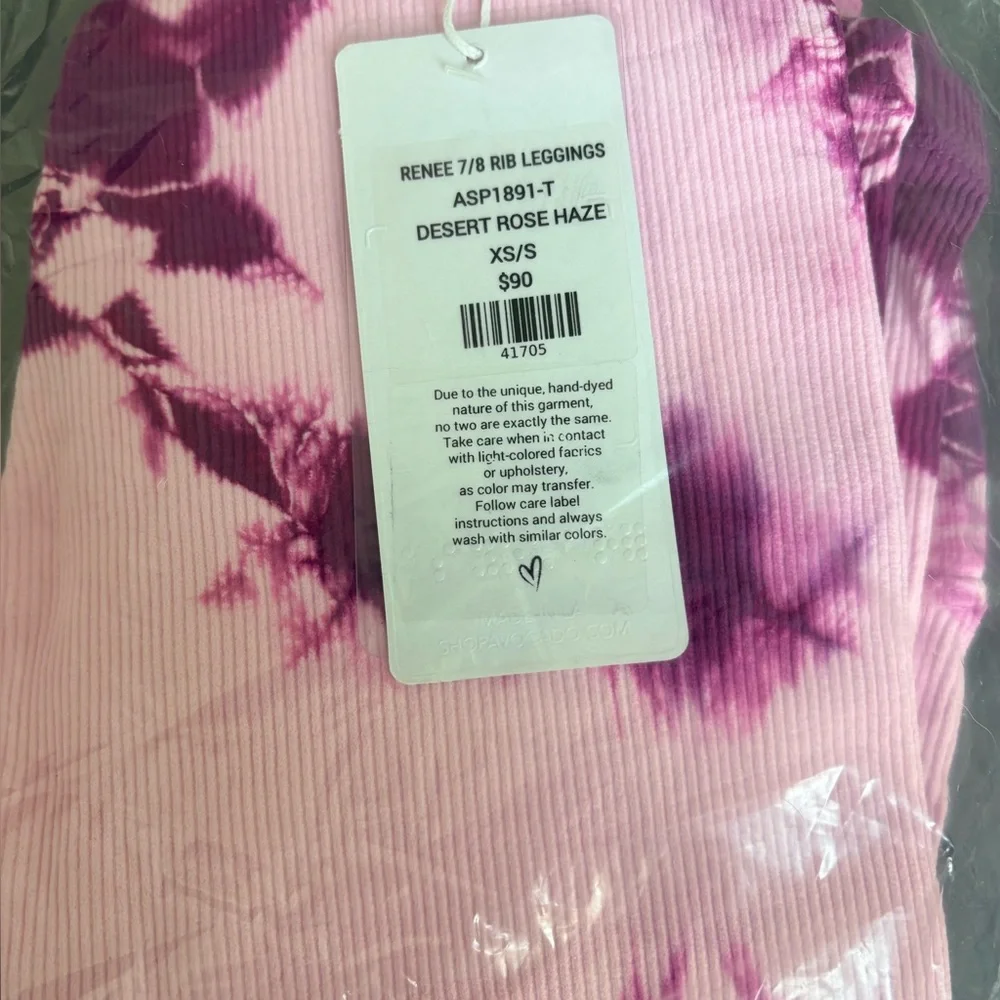 RENEE 7/8 RIB LEGGINGS
ASP1891-T
DESERT ROSE HAZE
XS/S
$90
41705
Due to the unique, hand-dyed
nature of this garment,
no two are exactly the same.
Take care when in contact
with light-colored facrics
or upholstery,
as color may transfer.
Follow care label
instructions and always
wash with similar colors.